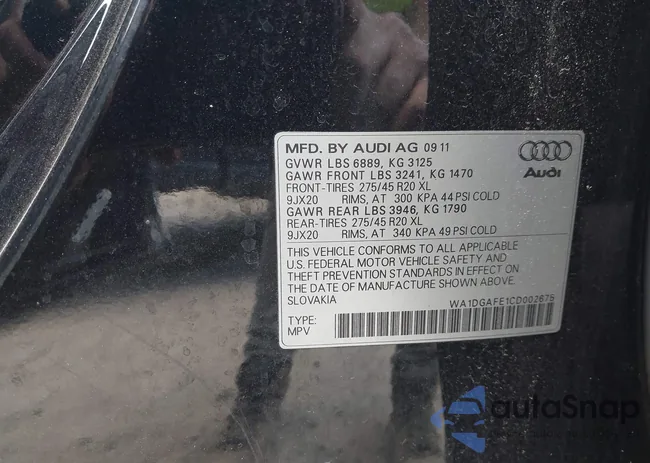 MFD. BY AUDI AG 09 11
GVWR LBS 6889, KG 3125
GAWR FRONT LBS 3241, KG 1470
FRONT-TIRES 275/45 R20 XL
9JX20 RIMS, AT 300 KPA 44 PSI COLD
GAWR REAR LBS 3946, KG 1790
REAR-TIRES 275/45 R20 XL
9JX20 RIMS, AT 340 KPA 49 PSI COLD
Audi
THIS VEHICLE CONFORMS TO ALL APPLICABLE
U.S. FEDERAL MOTOR VEHICLE SAFETY AND
THEFT PREVENTION STANDARDS IN EFFECT ON
THE DATE OF MANUFACTURE SHOWN ABOVE.
SLOVAKIA
WA1DGAFE1CD002675
TYPE:
MPV
autoSnap